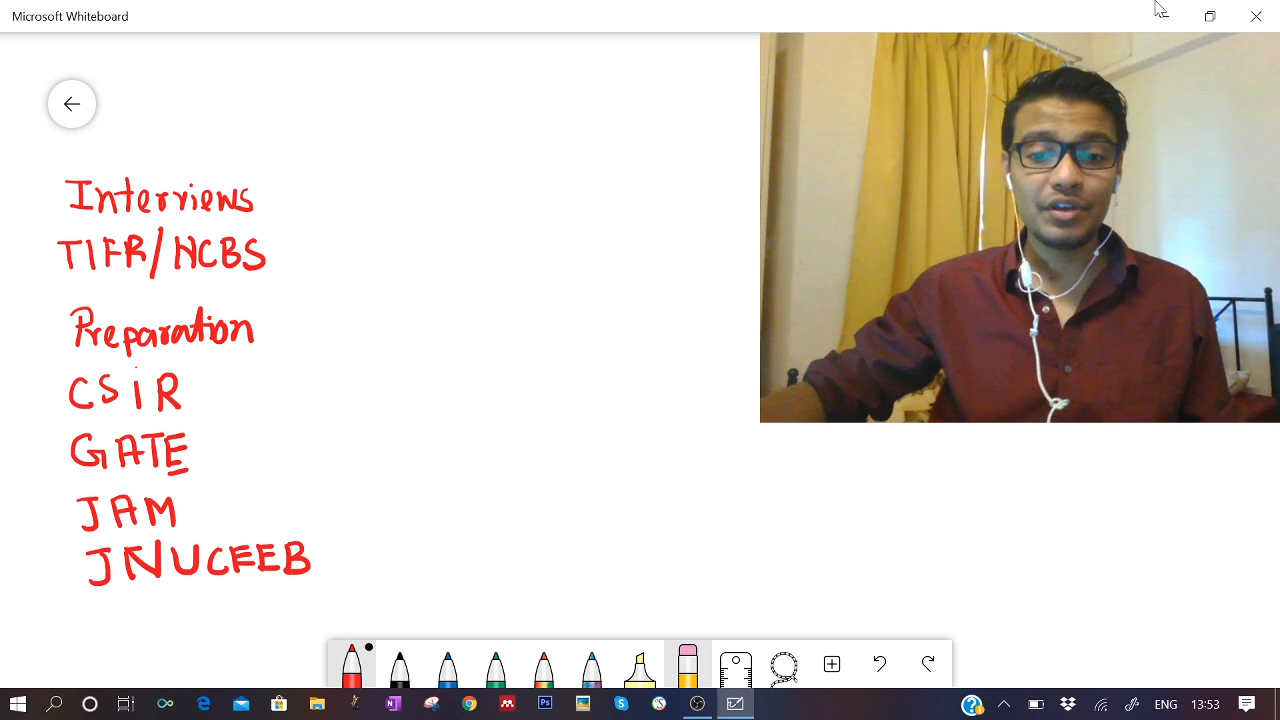 Microsoft Whiteboard
Interviews
TIFR/NCBS
Preparation
CSiR
GATE
JAM
JNUCEEB
ENG 13:53